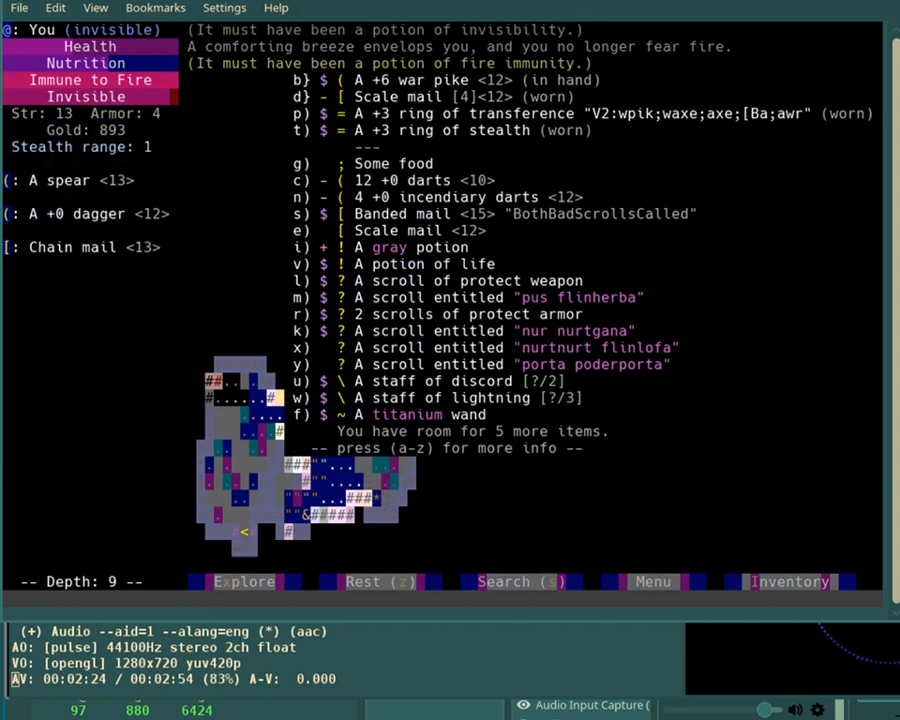 File Edit View Bookmarks Settings Help
@: You (invisible) (It must have been a potion of invisibility.)
Health A comforting breeze envelops you, and you no longer fear fire.
Nutrition (It must have been a potion of fire immunity.)
Immune to Fire b} $ ( A +6 war pike <12> (in hand)
Invisible d} - [ Scale mail [4]<12> (worn)
Str: 13 Armor: 4 p) $ = A +3 ring of transference "V2:wpik;waxe;axe;[Ba;awr" (worn)
Gold: 893 t) $ = A +3 ring of stealth (worn)
Stealth range: 1 ---
g) ; Some food
(: A spear <13> c) - ( 12 +0 darts <10>
n) - ( 4 +0 incendiary darts <12>
(: A +0 dagger <12> s) $ [ Banded mail <15> "BothBadScrollsCalled"
e) [ Scale mail <12>
[: Chain mail <13> i) + ! A gray potion
v) $ ! A potion of life
l) $ ? A scroll of protect weapon
m) $ ? A scroll entitled "pus flinherba"
r) $ ? 2 scrolls of protect armor
k) $ ? A scroll entitled "nur nurtgana"
x) ? A scroll entitled "nurtnurt flinlofa"
y) ? A scroll entitled "porta poderporta"
u) $ \ A staff of discord [?/2]
w) $ \ A staff of lightning [?/3]
f) $ ~ A titanium wand
You have room for 5 more items.
-- press (a-z) for more info --
-- Depth: 9 -- Explore Rest (z) Search (s) Menu Inventory
(+) Audio --aid=1 --alang=eng (*) (aac)
AO: [pulse] 44100Hz stereo 2ch float
VO: [opengl] 1280x720 yuv420p
AV: 00:02:24 / 00:02:54 (83%) A-V: 0.000
97 880 6424 Audio Input Capture (